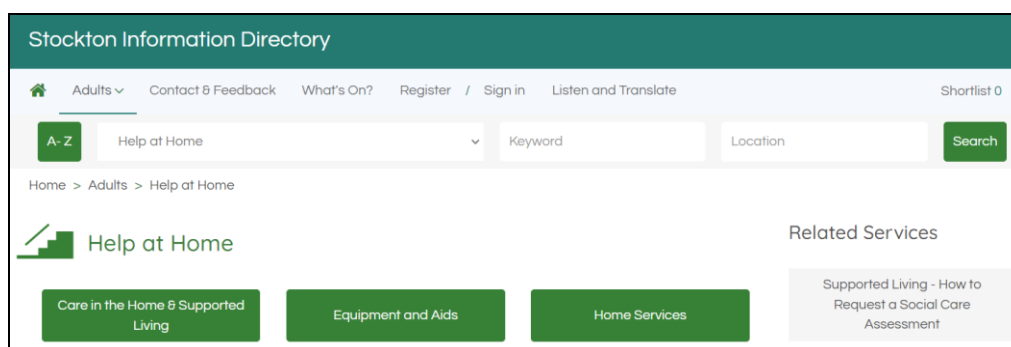 Stockton Information Directory
Adults Contact & Feedback What's On? Register / Sign in Listen and Translate Shortlist 0
A- Z Help at Home Keyword Location Search
Home > Adults > Help at Home
Help at Home
Related Services
Care in the Home & Supported
Living
Equipment and Aids
Home Services
Supported Living - How to
Request a Social Care
Assessment